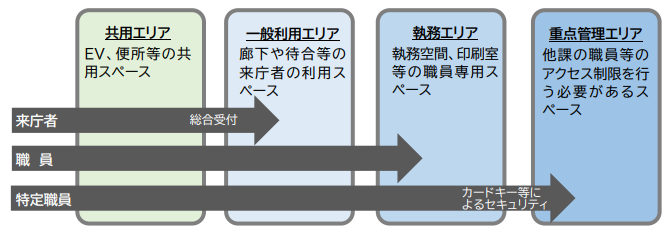 共用エリア
EV、便所等の共
用スペース
一般利用エリア
廊下や待合等の
来庁者の利用ス
ペース
執務エリア
執務空間、印刷室
等の職員専用ス
ペース
重点管理エリア
他課の職員等の
アクセス制限を行
う必要があるス
ペース
来庁者
総合受付
職 員
特定職員
カードキー等に
よるセキュリティ